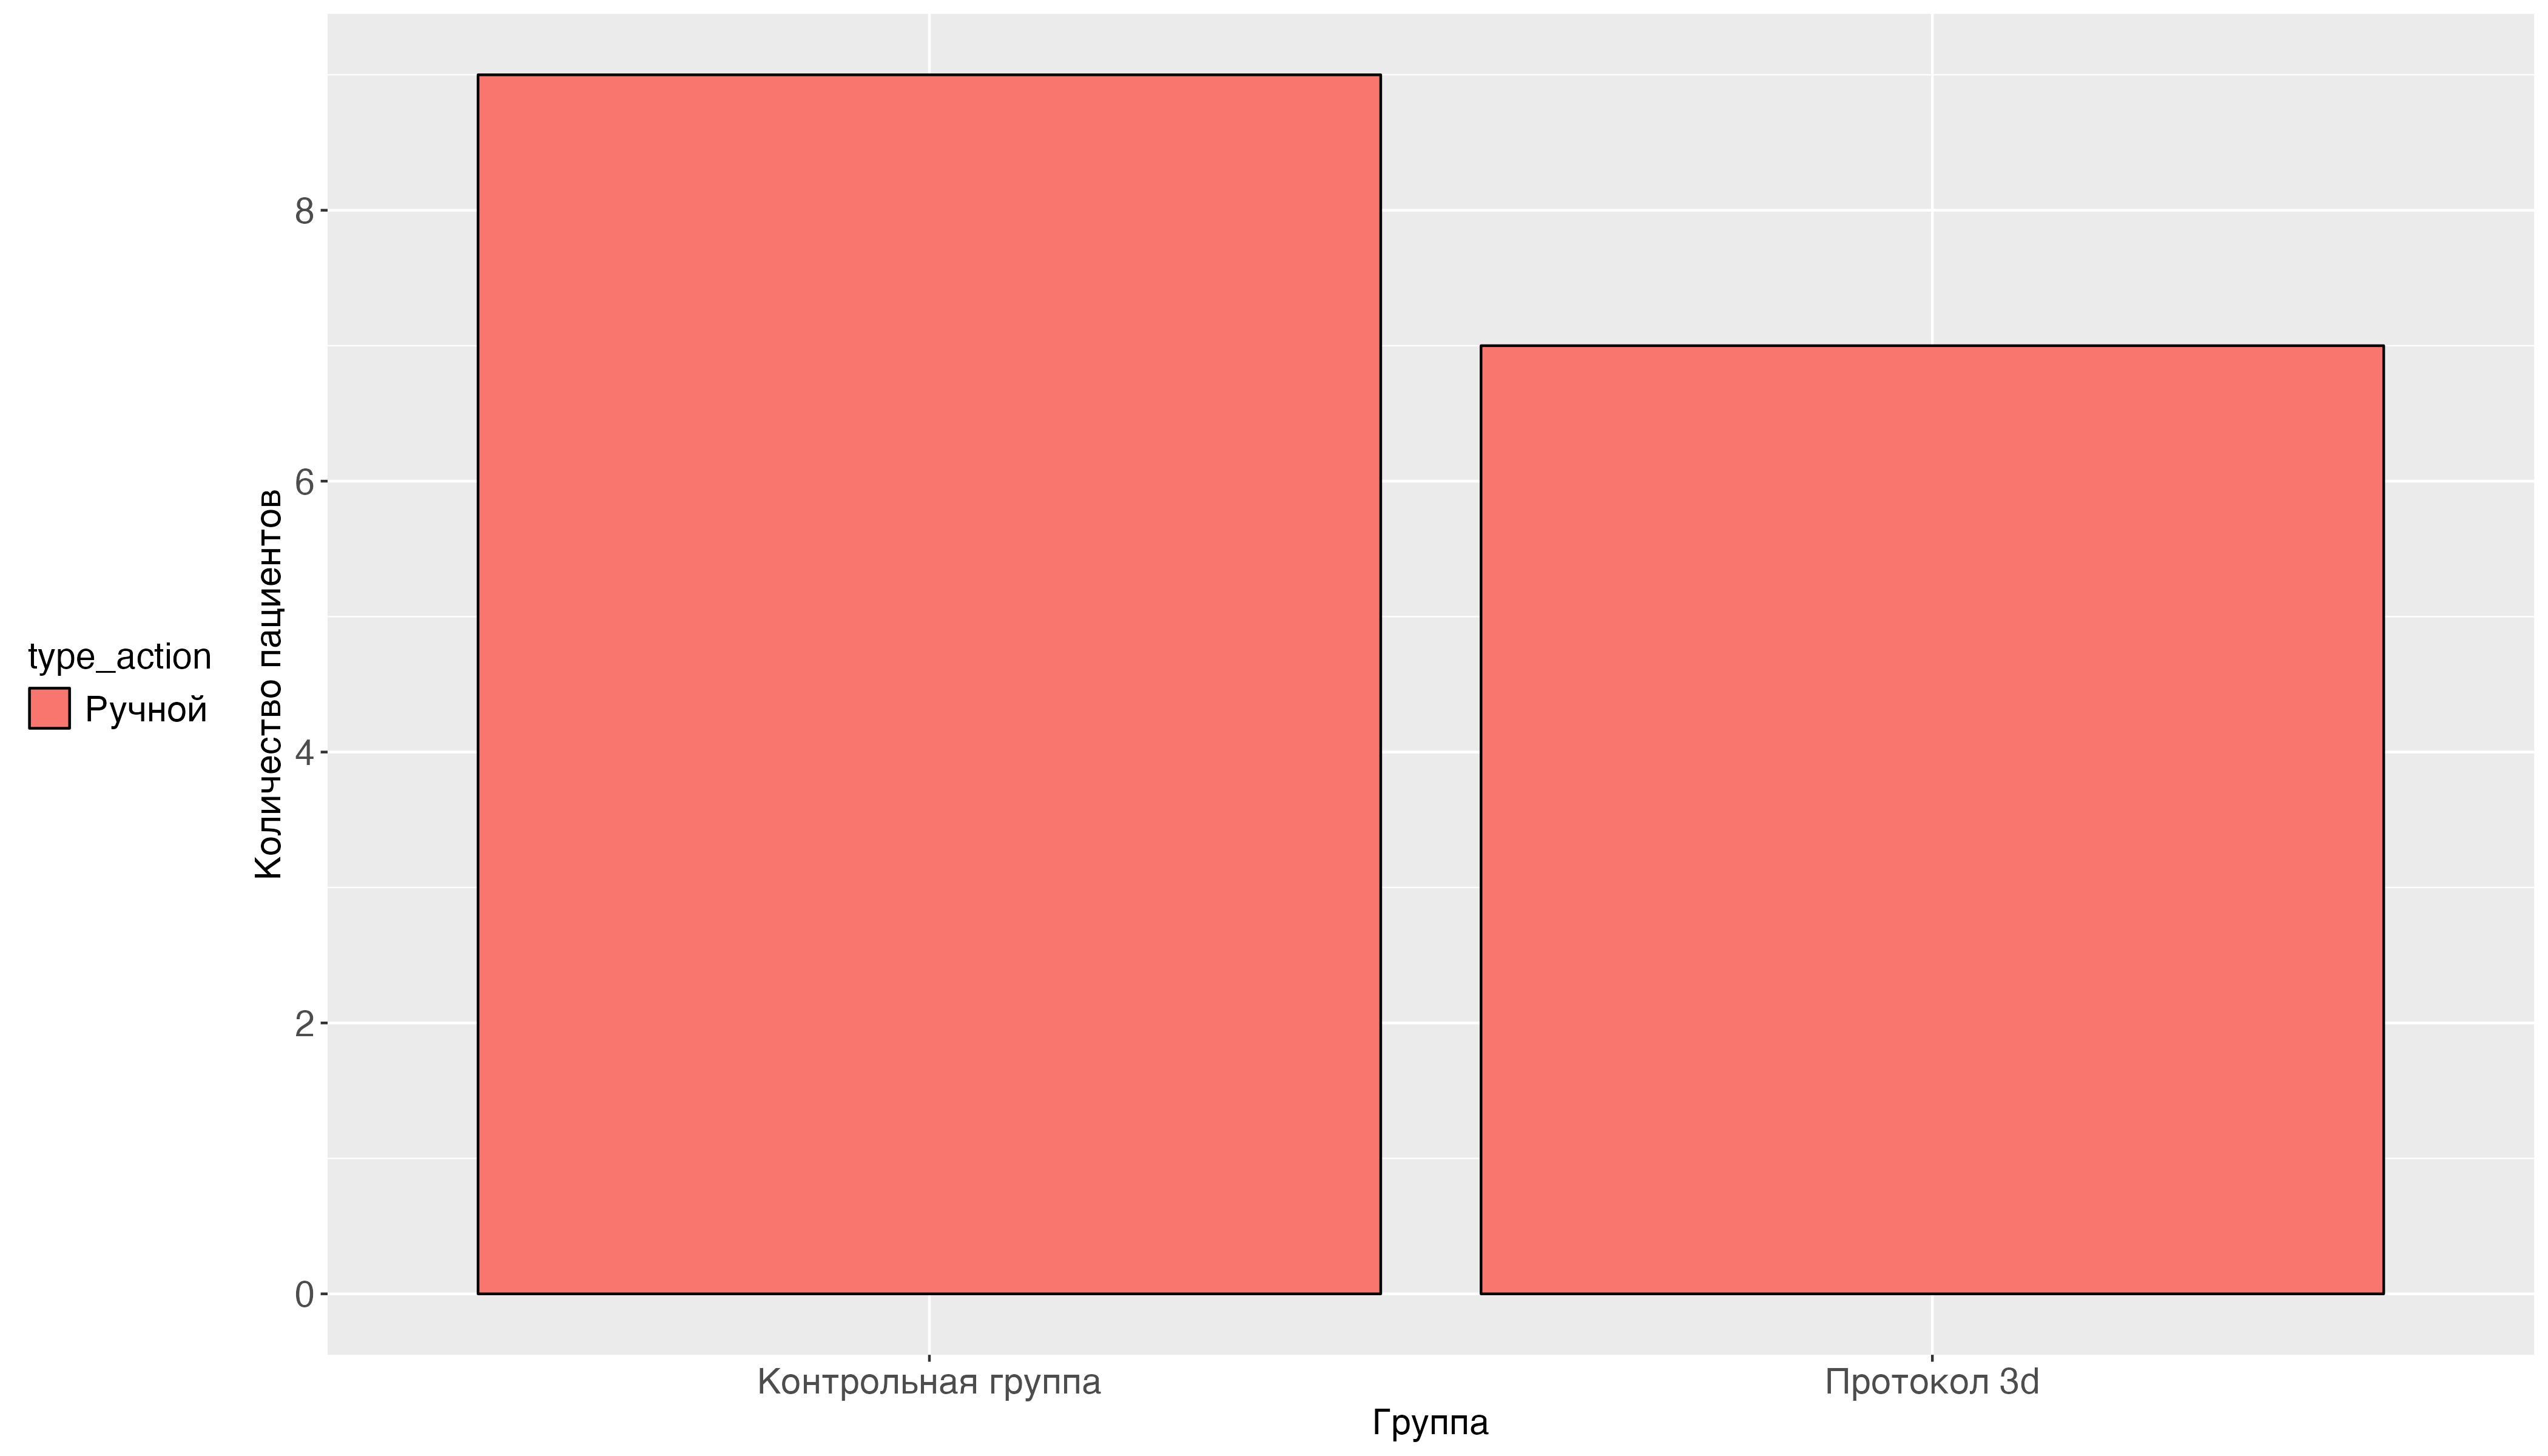 type_action
Ручной
Количество пациентов
8
6
4
2
0
Контрольная группа
Протокол 3d
Группа